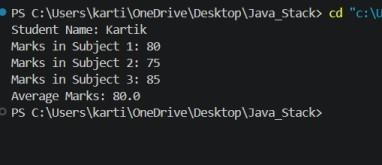 PS C:\Users\karti\OneDrive\Desktop\Java_Stack> cd "c:\U
Student Name: Kartik
Marks in Subject 1: 80
Marks in Subject 2: 75
Marks in Subject 3: 85
Average Marks: 80.0
PS C:\Users\karti\OneDrive\Desktop\Java_Stack>